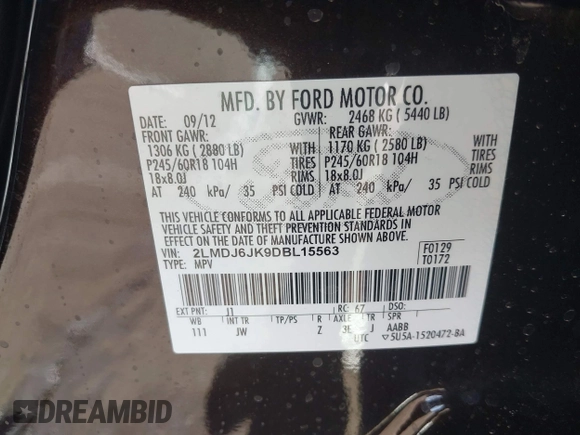 MFD. BY FORD MOTOR CO.
DATE: 09/12 GVWR: 2468 KG ( 5440 LB)
FRONT GAWR: REAR GAWR:
1306 KG ( 2880 LB) WITH 1170 KG ( 2580 LB) WITH
P245/60R18 104H TIRES P245/60R18 104H TIRES
18x8.0J RIMS 18x8.0J RIMS
AT 240 kPa/ 35 PSI COLD AT 240 kPa/ 35 PSI COLD
THIS VEHICLE CONFORMS TO ALL APPLICABLE FEDERAL MOTOR
VEHICLE SAFETY AND THEFT PREVENTION STANDARDS IN
EFFECT ON THE DATE OF MANUFACTURE SHOWN ABOVE.
VIN: 2LMDJ6JK9DBL15563 F0129
TYPE: MPV T0172
EXT PNT: J1 RC: 67 DSO:
WB INT TR TP/PS R AXLE TR SPR
111 JW Z J AABB
UTC 5U5A-1520472-BA
DREAMBID